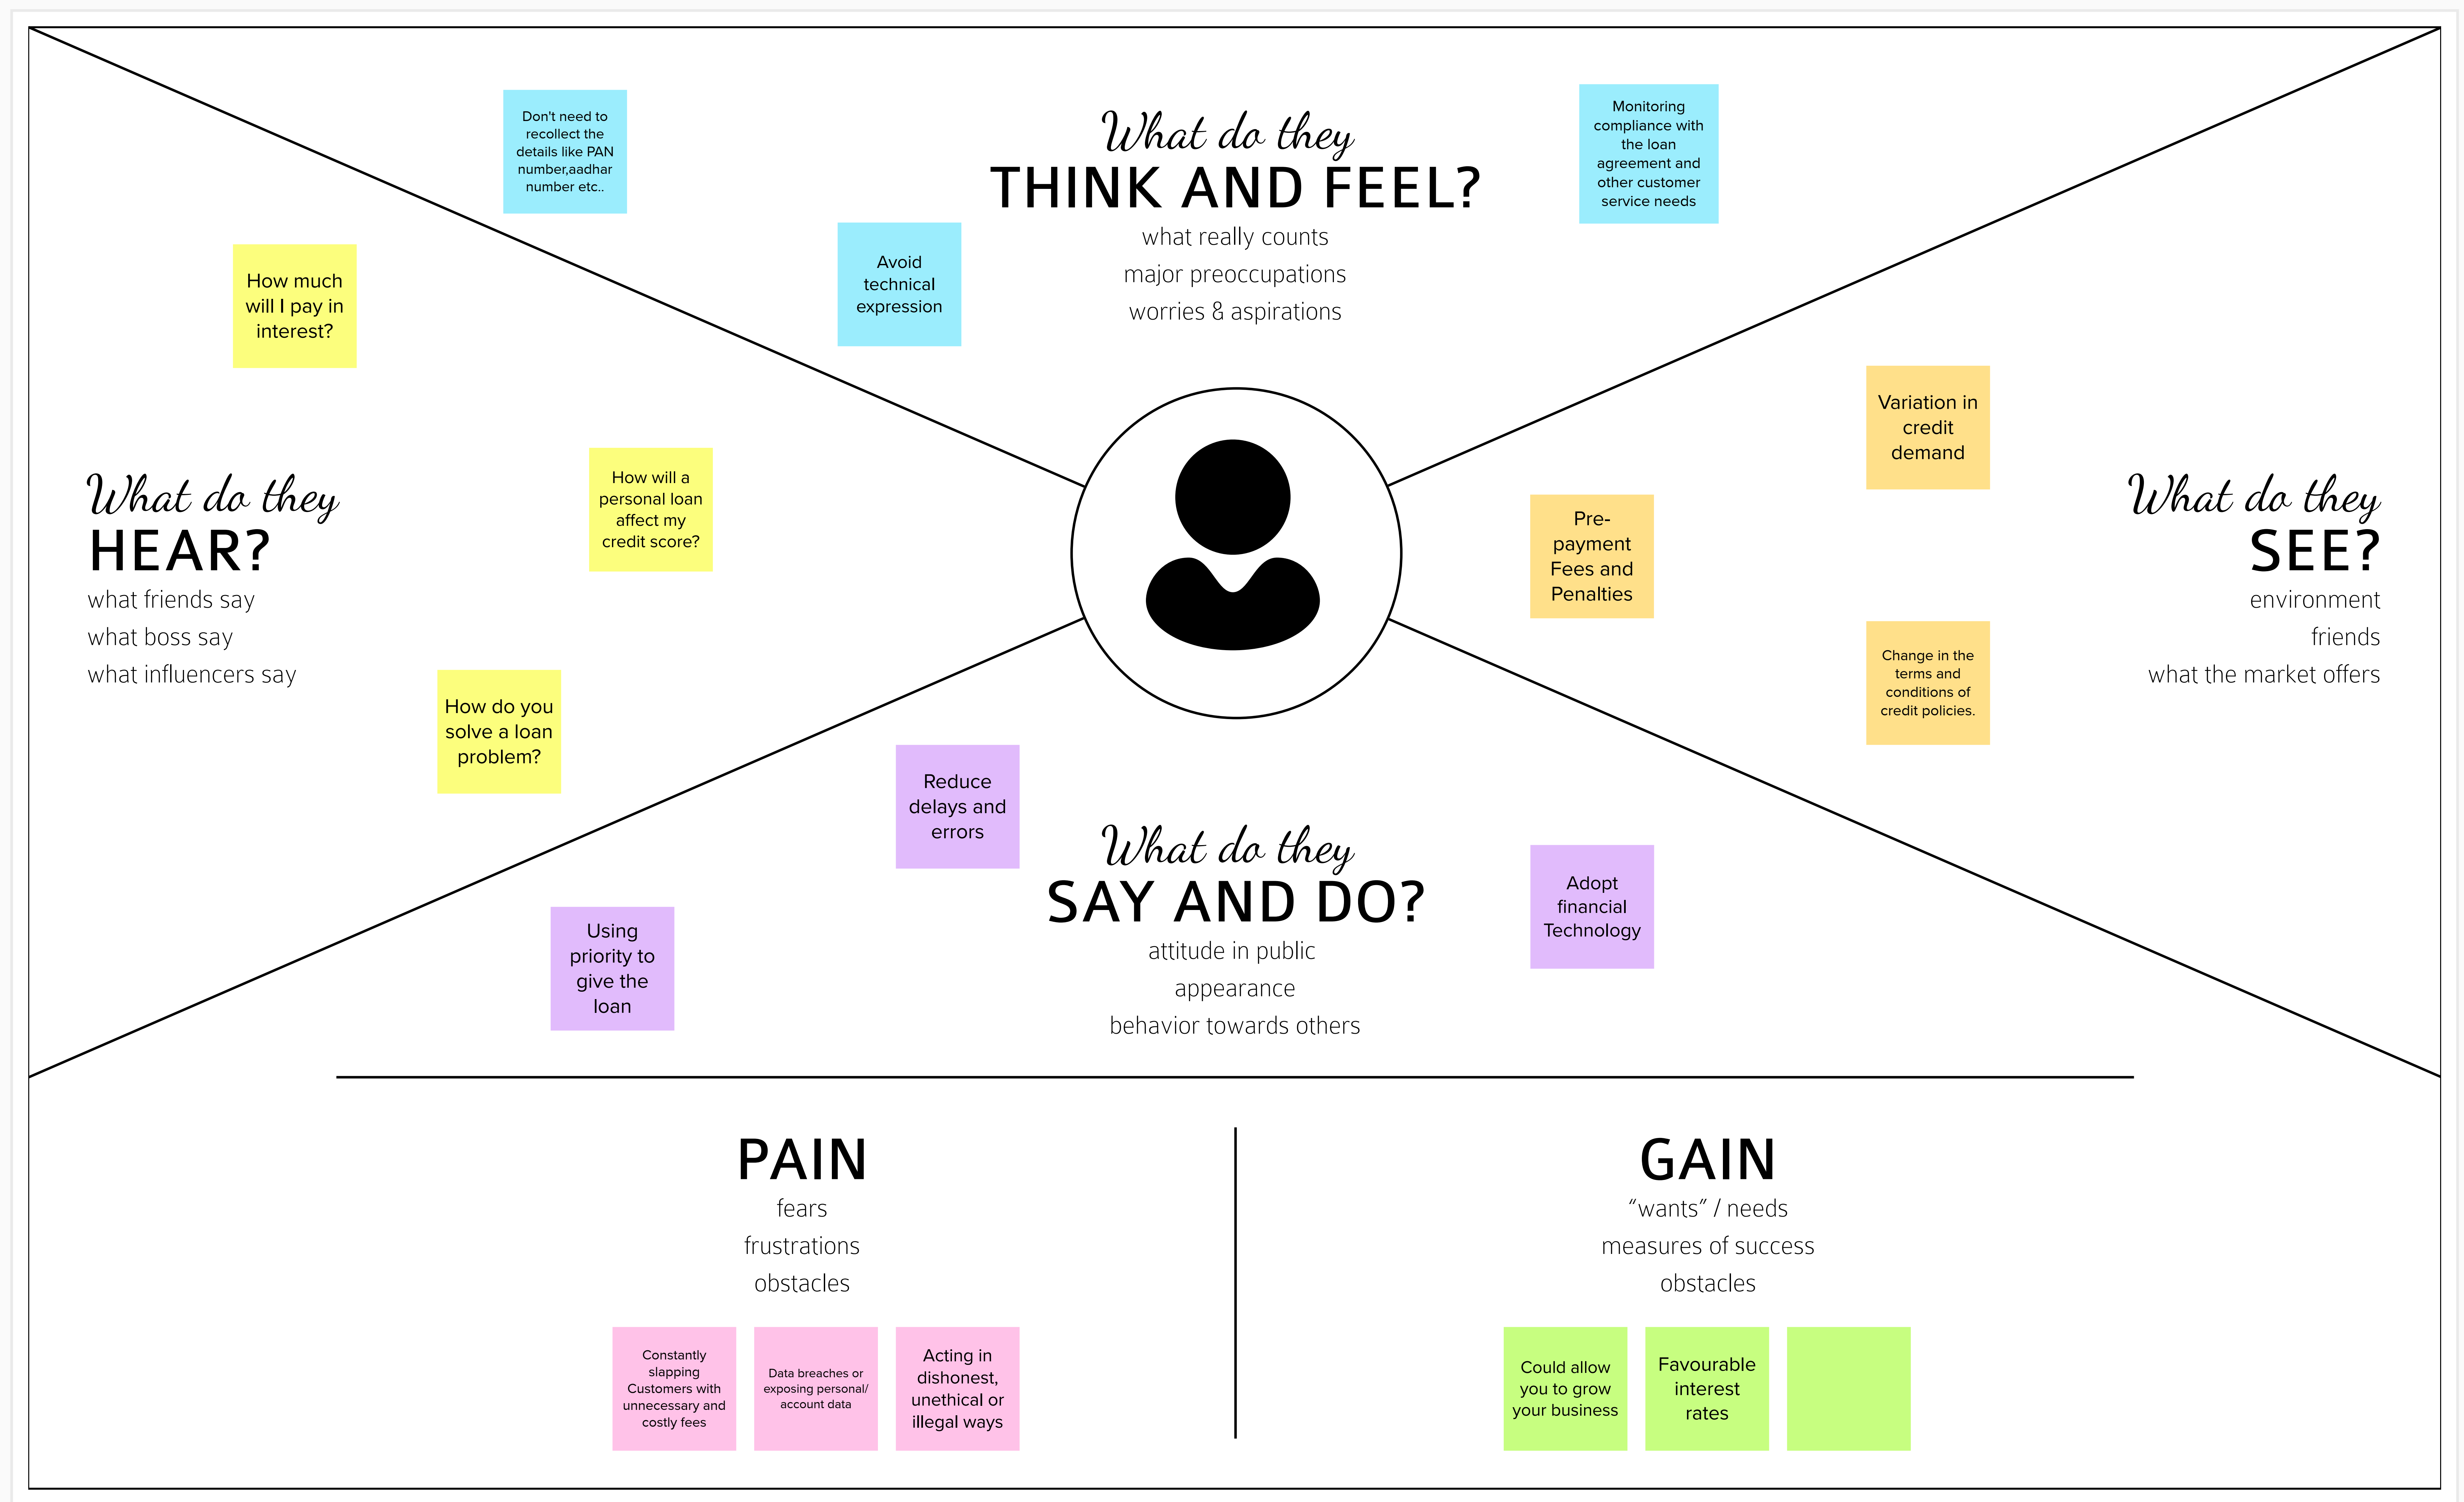 Don't need to
recollect the
details like PAN
number,aadhar
number etc..
Avoid
technical
expression
What do they
THINK AND FEEL?
what really counts
major preoccupations
worries & aspirations
Monitoring
compliance with
the loan
agreement and
other customer
service needs
How much
will I pay in
interest?
How will a
personal loan
affect my
credit score?
What do they
HEAR?
what friends say
what boss say
what influencers say
How do you
solve a loan
problem?
Variation in
credit
demand
Pre-
payment
Fees and
Penalties
What do they
SEE?
environment
friends
what the market offers
Change in the
terms and
conditions of
credit policies.
Reduce
delays and
errors
Using
priority to
give the
loan
What do they
SAY AND DO?
attitude in public
appearance
behavior towards others
Adopt
financial
Technology
PAIN
fears
frustrations
obstacles
Constantly
slapping
Customers with
unnecessary and
costly fees
Data breaches or
exposing personal/
account data
Acting in
dishonest,
unethical or
illegal ways
GAIN
“wants” / needs
measures of success
obstacles
Could allow
you to grow
your business
Favourable
interest
rates